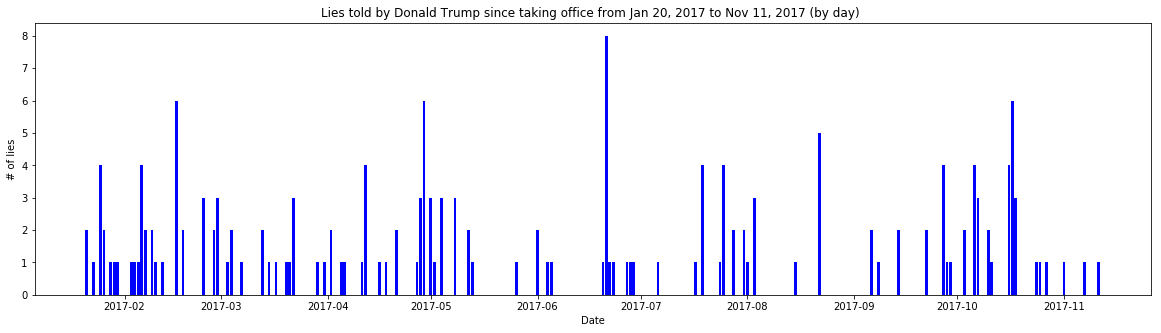 Lies told by Donald Trump since taking office from Jan 20, 2017 to Nov 11, 2017 (by day)
# of lies
8
7
6
5
4
3
2
1
0
2017-02 2017-03 2017-04 2017-05 2017-06 2017-07 2017-08 2017-09 2017-10 2017-11
Date